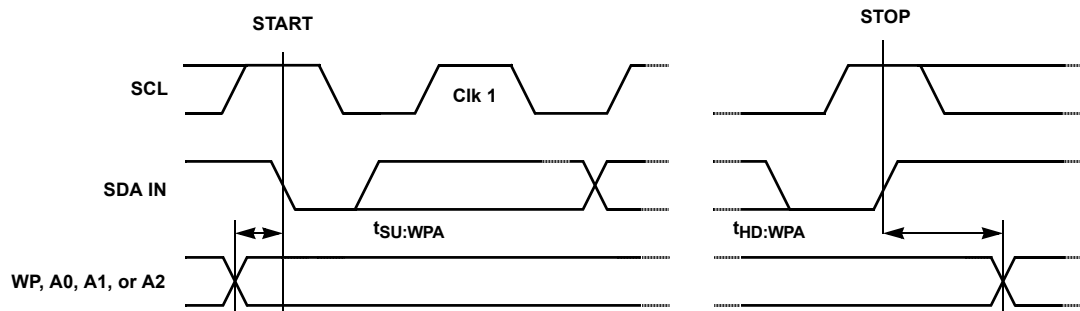 START
STOP
SCL
Clk 1
SDA IN
tSU:WPA
tHD:WPA
WP, A0, A1, or A2